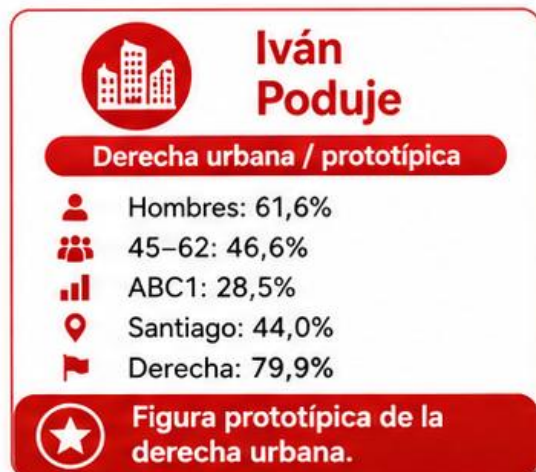 Iván
Poduje
Derecha urbana / prototípica
Hombres: 61,6%
45–62: 46,6%
ABC1: 28,5%
Santiago: 44,0%
Derecha: 79,9%
Figura prototípica de la
derecha urbana.